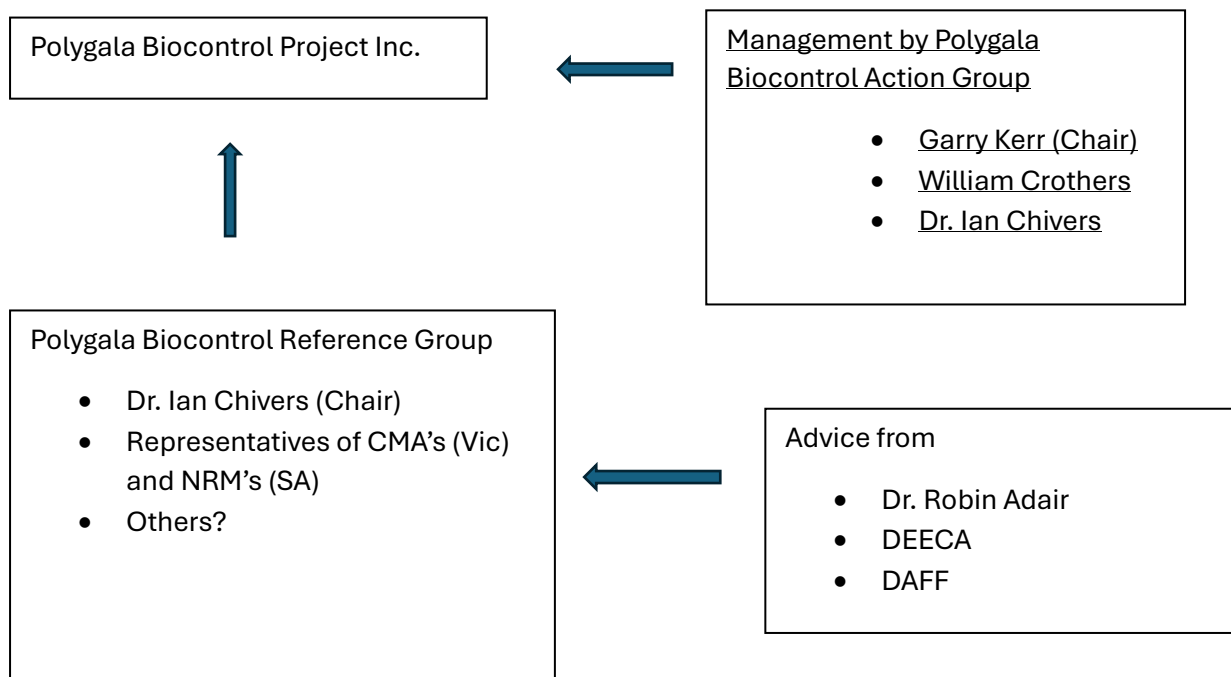 Polygala Biocontrol Project Inc.
Management by Polygala
Biocontrol Action Group
• Garry Kerr (Chair)
• William Crothers
• Dr. Ian Chivers
Polygala Biocontrol Reference Group
• Dr. Ian Chivers (Chair)
• Representatives of CMA's (Vic)
and NRM's (SA)
• Others?
Advice from
• Dr. Robin Adair
• DEECA
• DAFF